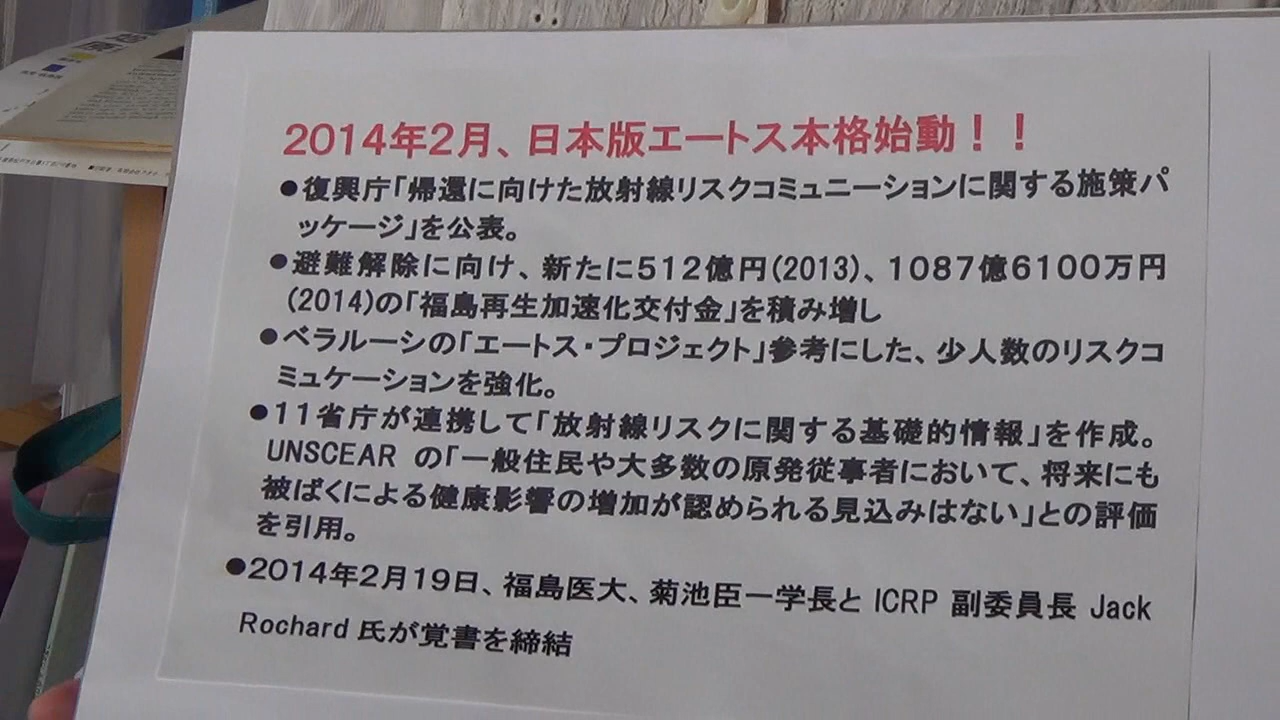 2014年2月、日本版エートス本格始動！！
●復興庁「帰還に向けた放射線リスクコミュニーションに関する施策パ
ッケージ」を公表。
●避難解除に向け、新たに512億円(2013)、1087億6100万円
(2014)の「福島再生加速化交付金」を積み増し
●ベラルーシの「エートス・プロジェクト」参考にした、少人数のリスクコ
ミュケーションを強化。
●11省庁が連携して「放射線リスクに関する基礎的情報」を作成。
UNSCEAR の「一般住民や大多数の原発従事者において、将来にも
被ばくによる健康影響の増加が認められる見込みはない」との評価
を引用。
●2014年2月19日、福島医大、菊池臣一学長と ICRP 副委員長 Jack
Rochard 氏が覚書を締結